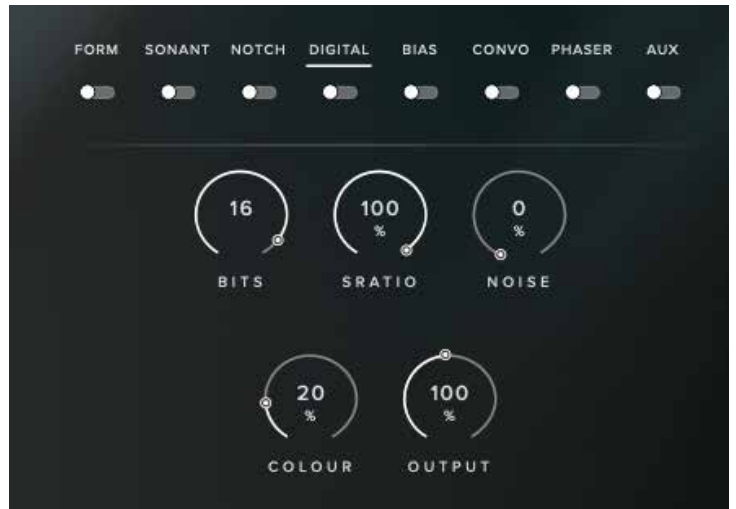 FORM SONANT NOTCH DIGITAL BIAS CONVO PHASER AUX
16 100 0
% %
BITS SRATIO NOISE
20 100
% %
COLOUR OUTPUT